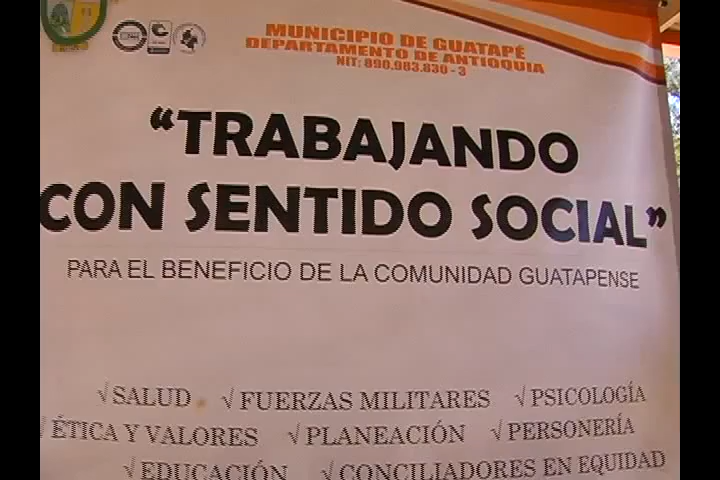 MUNICIPIO DE GUATAPÉ
DEPARTAMENTO DE ANTIOQUIA
NIT: 890.983.830 - 3
“TRABAJANDO
CON SENTIDO SOCIAL”
PARA EL BENEFICIO DE LA COMUNIDAD GUATAPENSE
√SALUD √FUERZAS MILITARES √PSICOLOGÍA
√ÉTICA Y VALORES √PLANEACIÓN √PERSONERÍA
√EDUCACIÓN √CONCILIADORES EN EQUIDAD